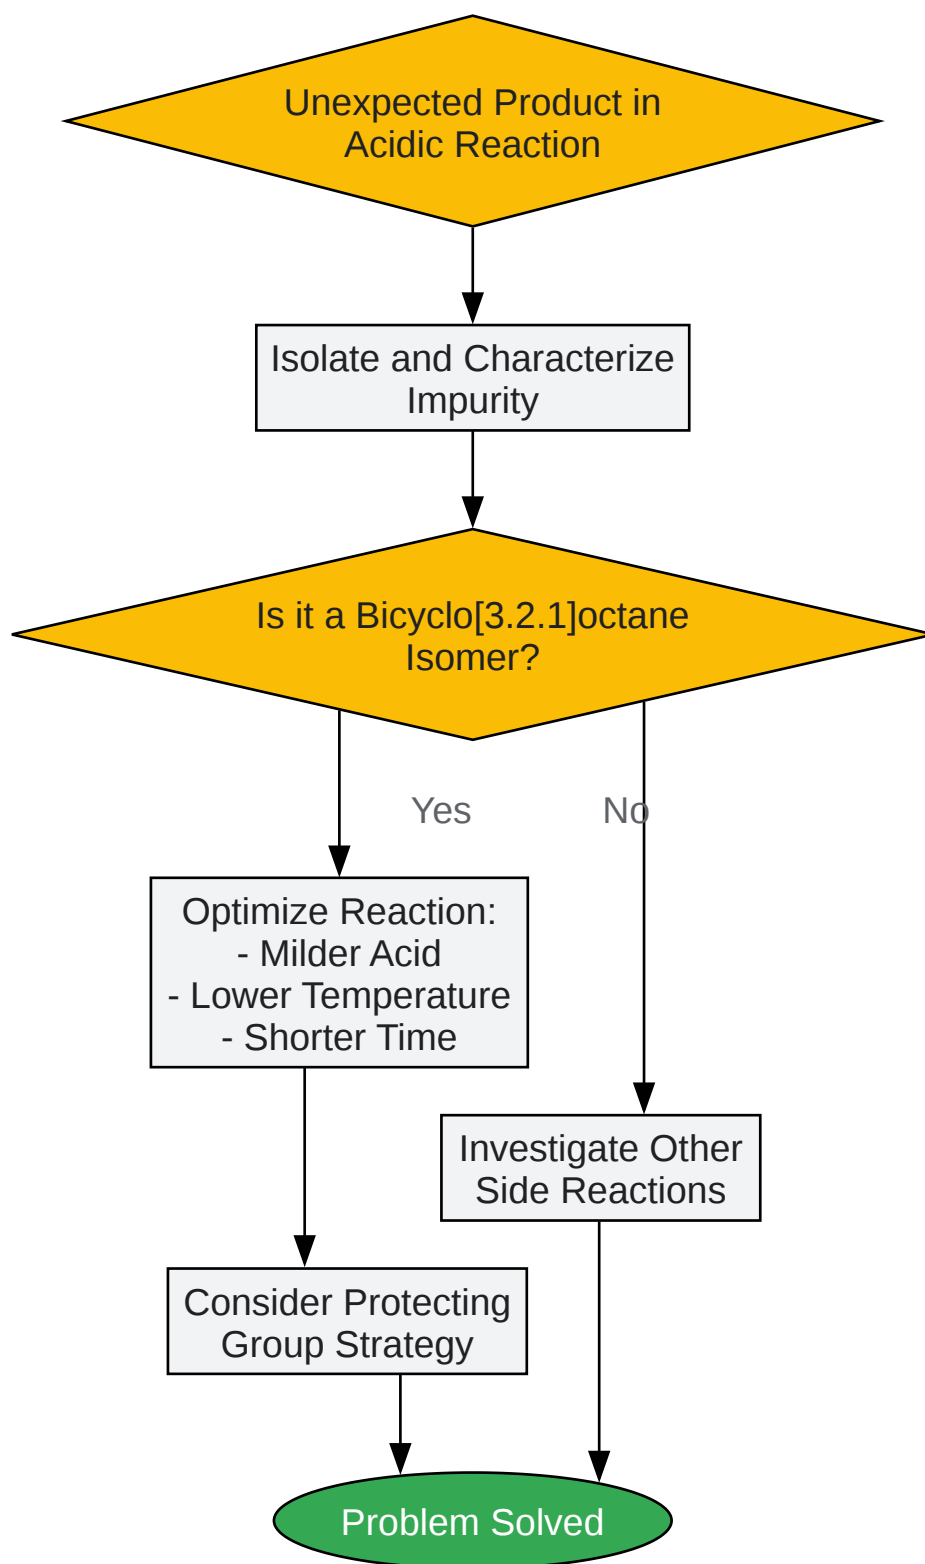 Unexpected Product in
Acidic Reaction
Isolate and Characterize
Impurity
Is it a Bicyclo[3.2.1]octane
Isomer?
Yes
No
Optimize Reaction:
- Milder Acid
- Lower Temperature
- Shorter Time
Investigate Other
Side Reactions
Consider Protecting
Group Strategy
Problem Solved